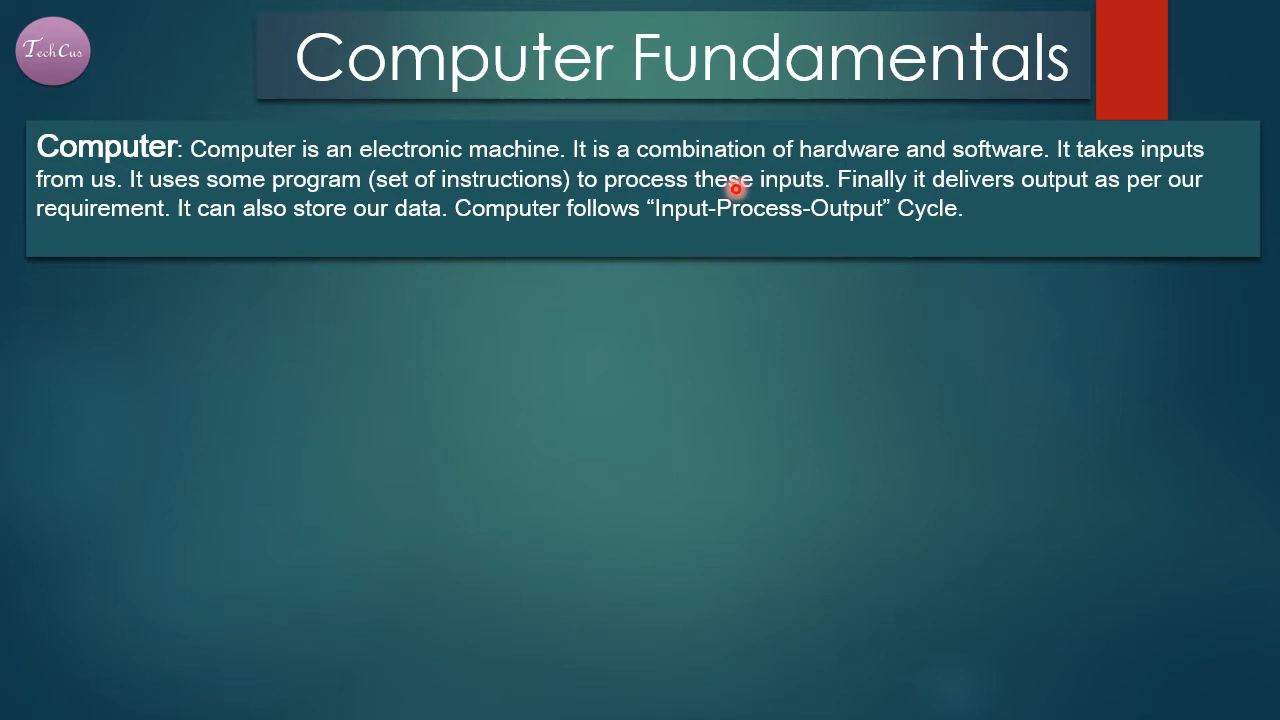 TechCus
Computer Fundamentals
Computer: Computer is an electronic machine. It is a combination of hardware and software. It takes inputs
from us. It uses some program (set of instructions) to process these inputs. Finally it delivers output as per our
requirement. It can also store our data. Computer follows “Input-Process-Output” Cycle.